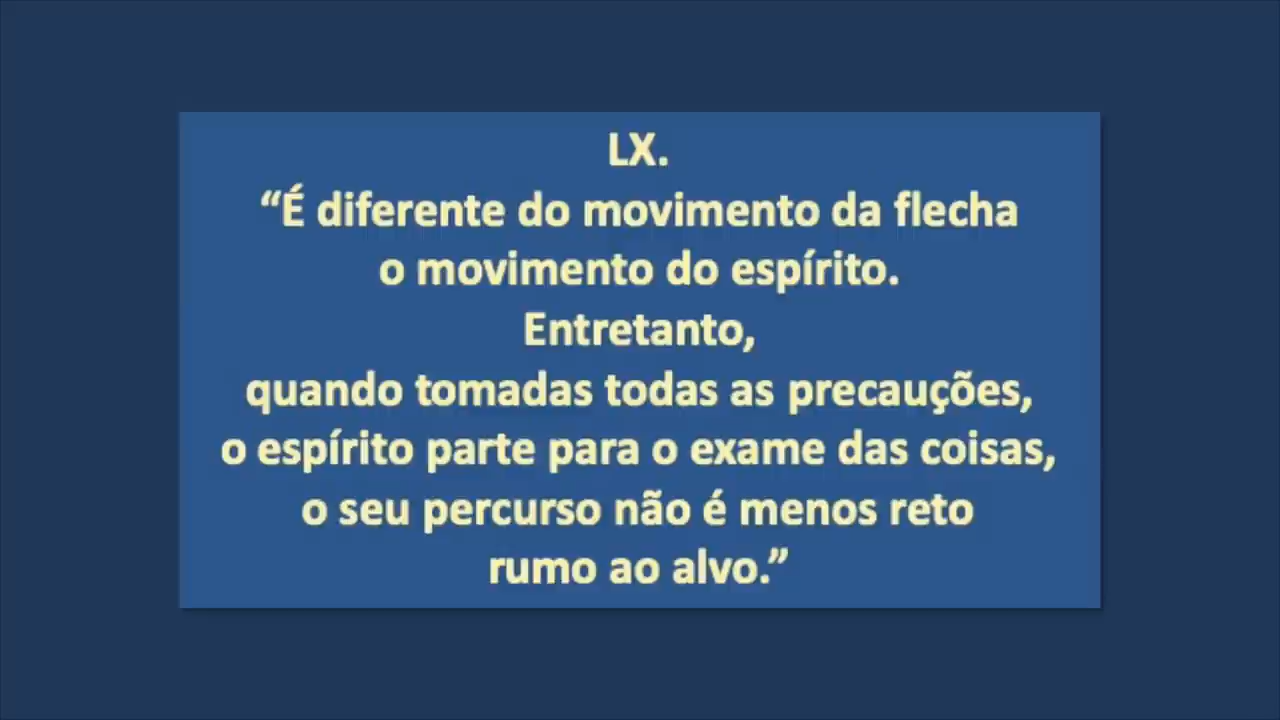 LX.
“É diferente do movimento da flecha
o movimento do espírito.
Entretanto,
quando tomadas todas as precauções,
o espírito parte para o exame das coisas,
o seu percurso não é menos reto
rumo ao alvo.”